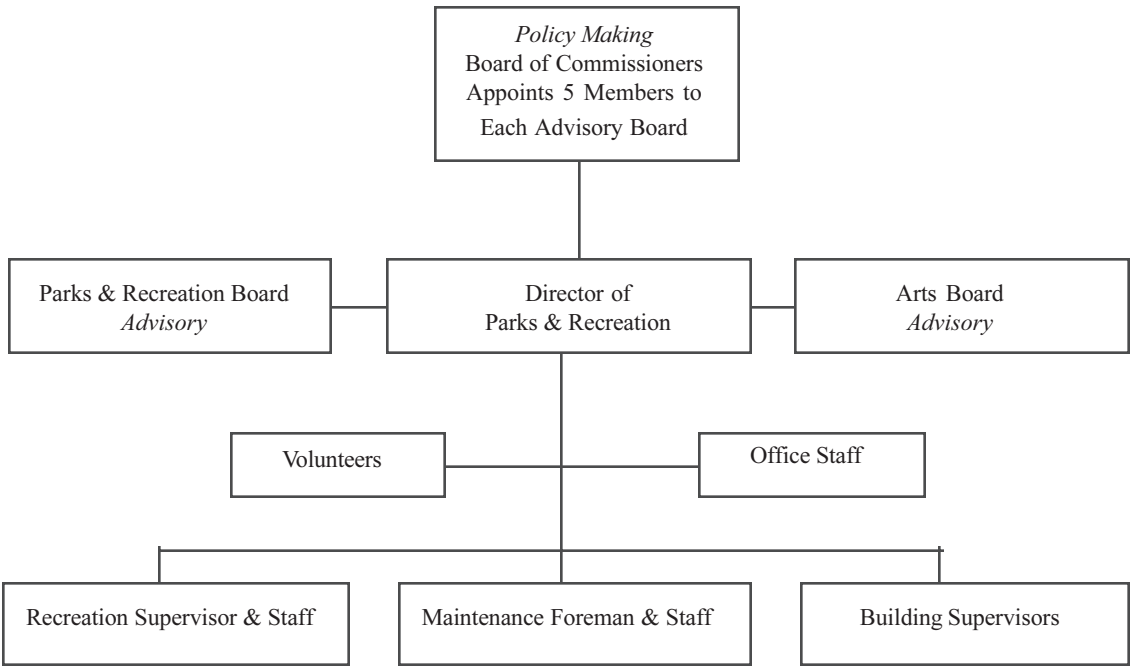 Policy Making
Board of Commissioners
Appoints 5 Members to
Each Advisory Board
Parks & Recreation Board
Advisory
Director of
Parks & Recreation
Arts Board
Advisory
Volunteers
Office Staff
Recreation Supervisor & Staff
Maintenance Foreman & Staff
Building Supervisors